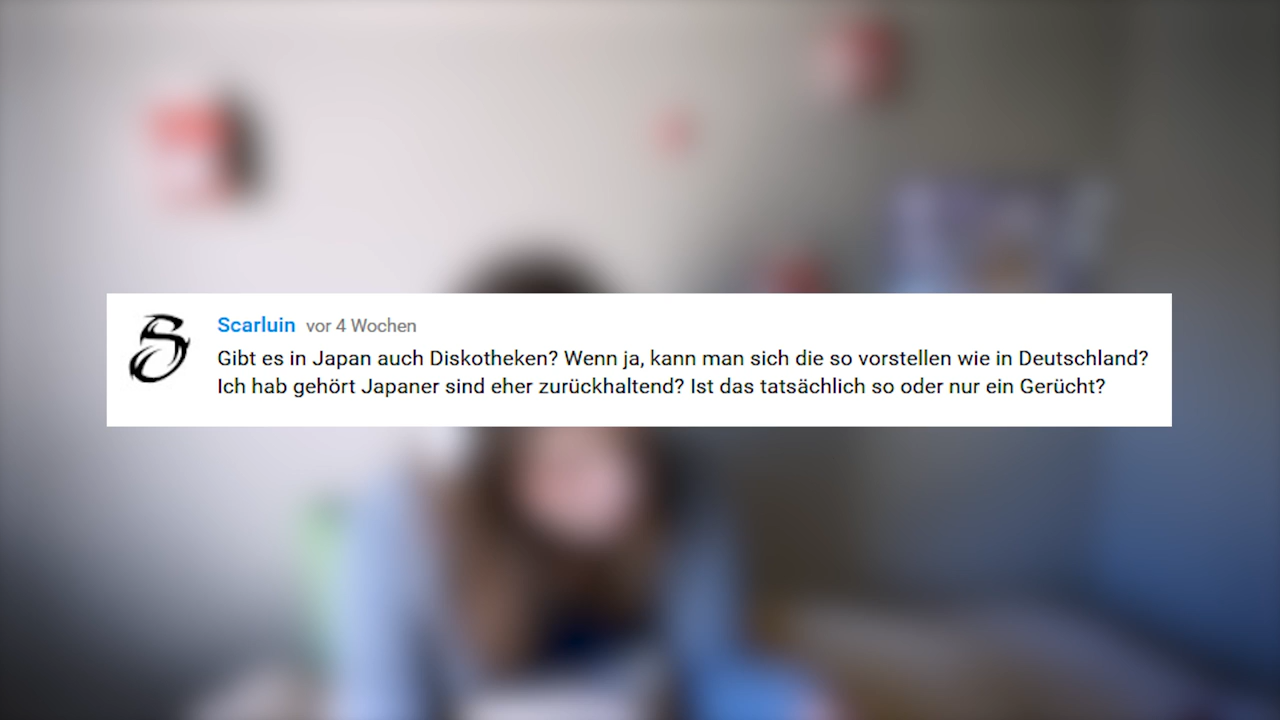 Scarluin vor 4 Wochen
Gibt es in Japan auch Diskotheken? Wenn ja, kann man sich die so vorstellen wie in Deutschland?
Ich hab gehört Japaner sind eher zurückhaltend? Ist das tatsächlich so oder nur ein Gerücht?